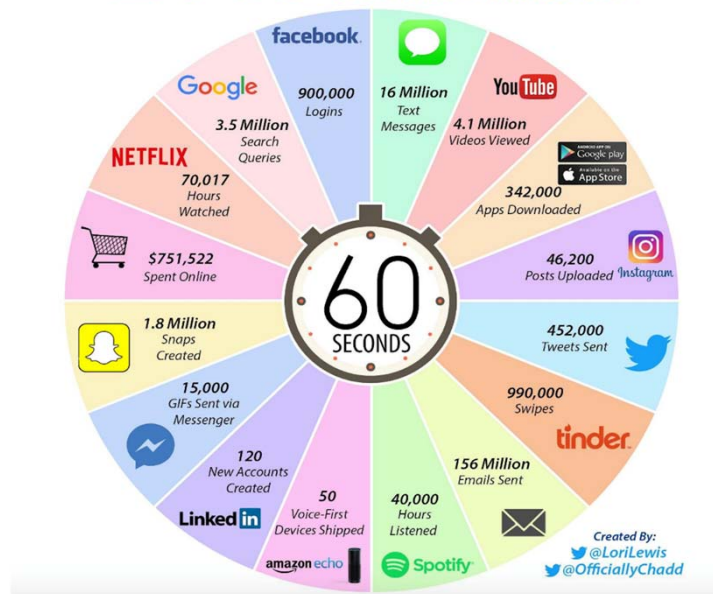 facebook
900,000
Logins
16 Million
Text
Messages
YouTube
4.1 Million
Videos Viewed
ANDROID APP ON
Google play
Available on the
App Store
342,000
Apps Downloaded
46,200
Posts Uploaded
Instagram
452,000
Tweets Sent
990,000
Swipes
tinder
156 Million
Emails Sent
40,000
Hours
Listened
Spotify
50
Voice-First
Devices Shipped
amazon echo
120
New Accounts
Created
Linked in
15,000
GIFs Sent via
Messenger
1.8 Million
Snaps
Created
$751,522
Spent Online
NETFLIX
70,017
Hours
Watched
Google
3.5 Million
Search
Queries
60
SECONDS
Created By:
@LoriLewis
@OfficiallyChadd